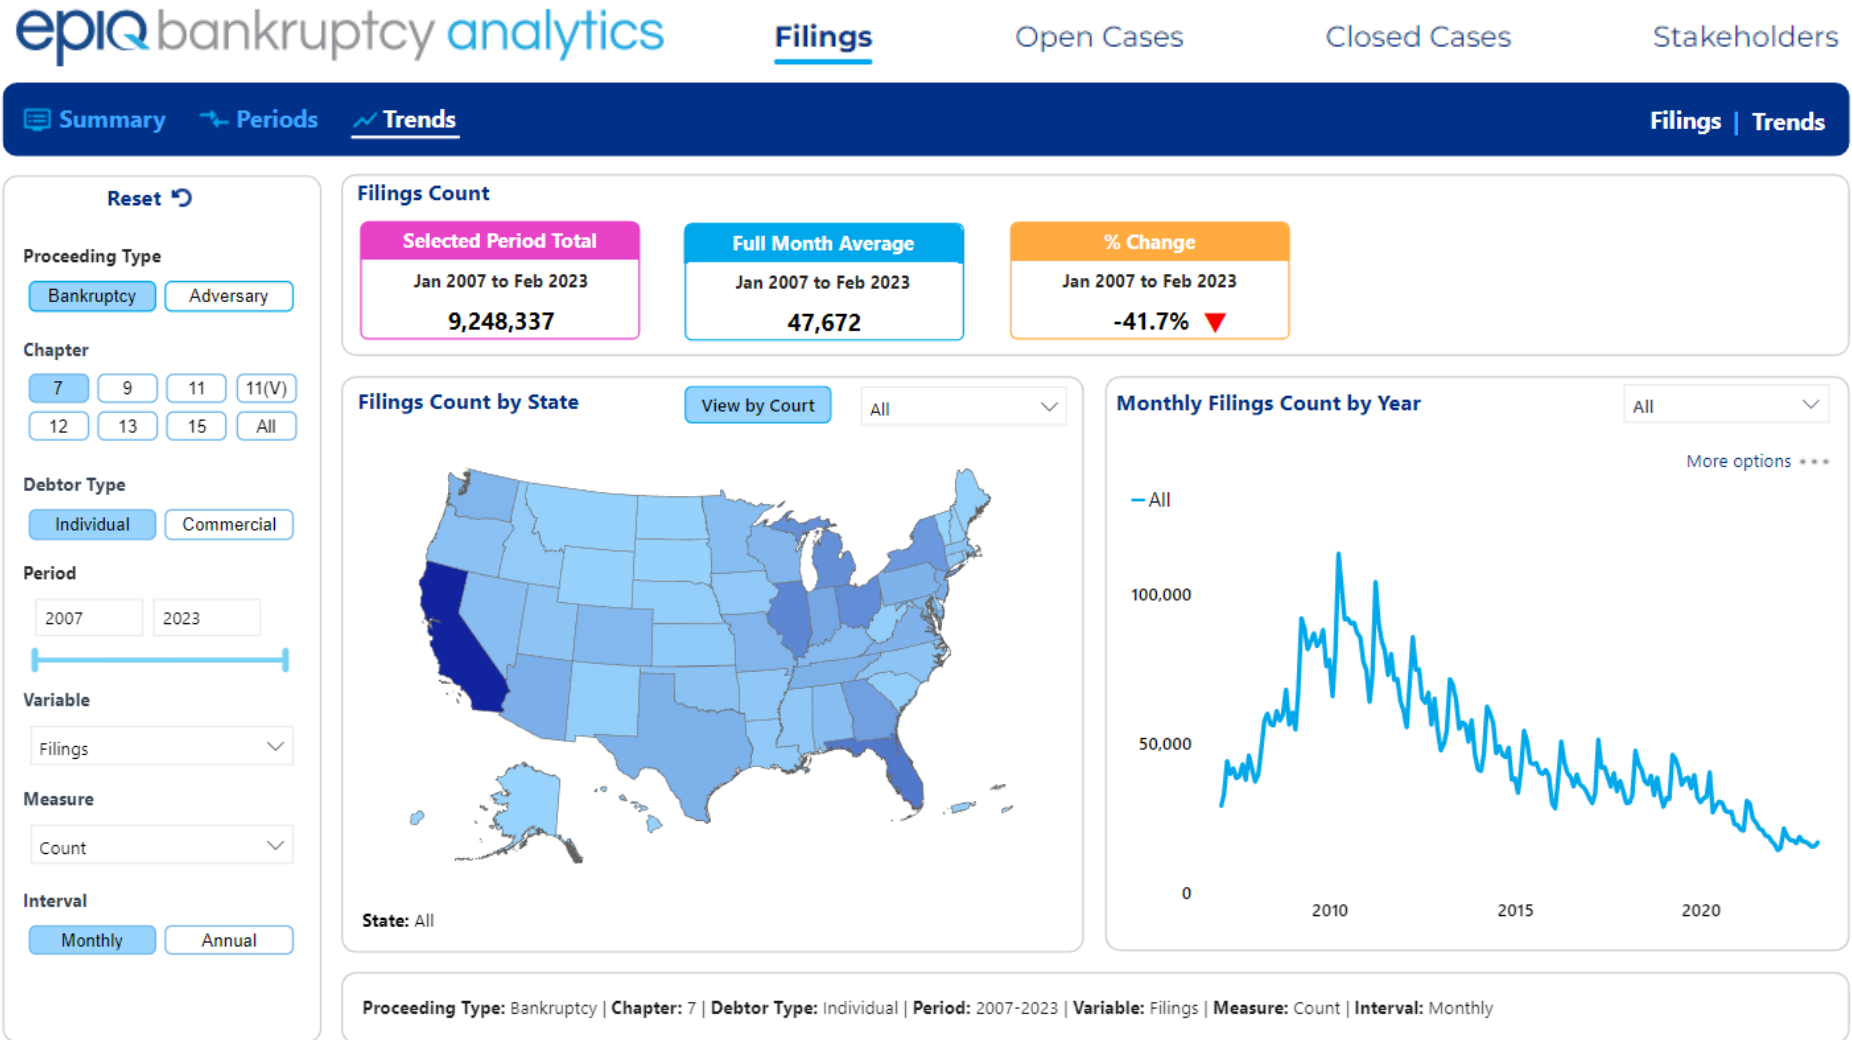 epiq bankruptcy analytics
Filings
Open Cases
Closed Cases
Stakeholders
Summary
Periods
Trends
Filings | Trends
Reset
Proceeding Type
Bankruptcy
Adversary
Chapter
7
9
11
11(V)
12
13
15
All
Debtor Type
Individual
Commercial
Period
2007
2023
Variable
Filings
Measure
Count
Interval
Monthly
Annual
Filings Count
Selected Period Total
Jan 2007 to Feb 2023
9,248,337
Full Month Average
Jan 2007 to Feb 2023
47,672
% Change
Jan 2007 to Feb 2023
-41.7%
Filings Count by State
View by Court
All
State: All
Monthly Filings Count by Year
All
More options
All
100,000
50,000
0
2010
2015
2020
Proceeding Type: Bankruptcy | Chapter: 7 | Debtor Type: Individual | Period: 2007-2023 | Variable: Filings | Measure: Count | Interval: Monthly